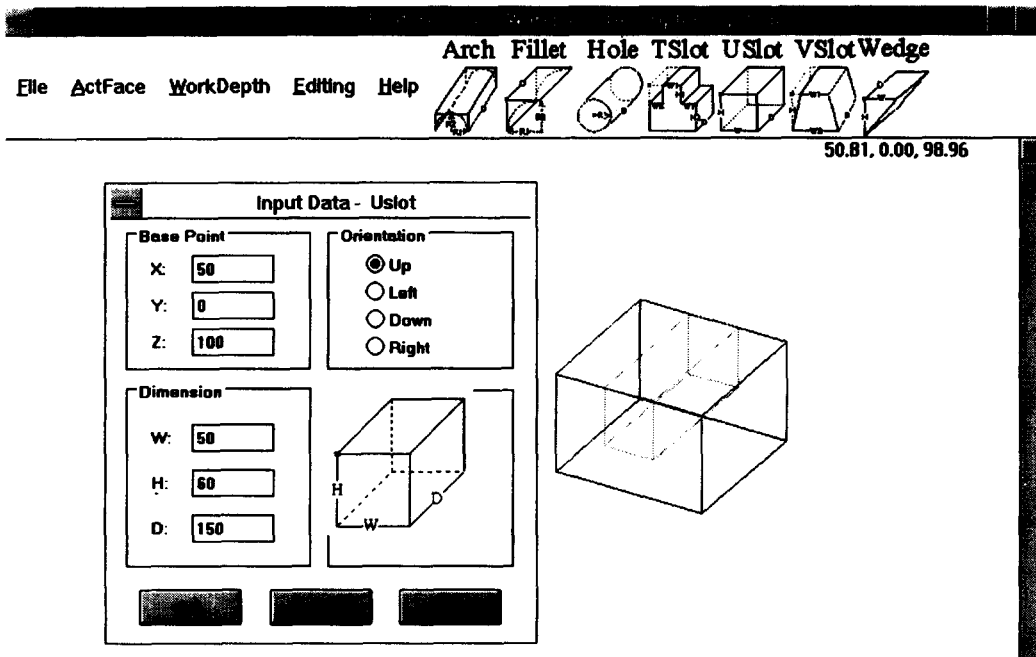 Arch Fillet Hole TSlot USlot VSlot Wedge
File ActFace WorkDepth Editing Help
50.81, 0.00, 98.96
Input Data - Uslot
Base Point
X: 50
Y: 0
Z: 100
Orientation
Up
Left
Down
Right
Dimension
W: 50
H: 60
D: 150
H
W
D